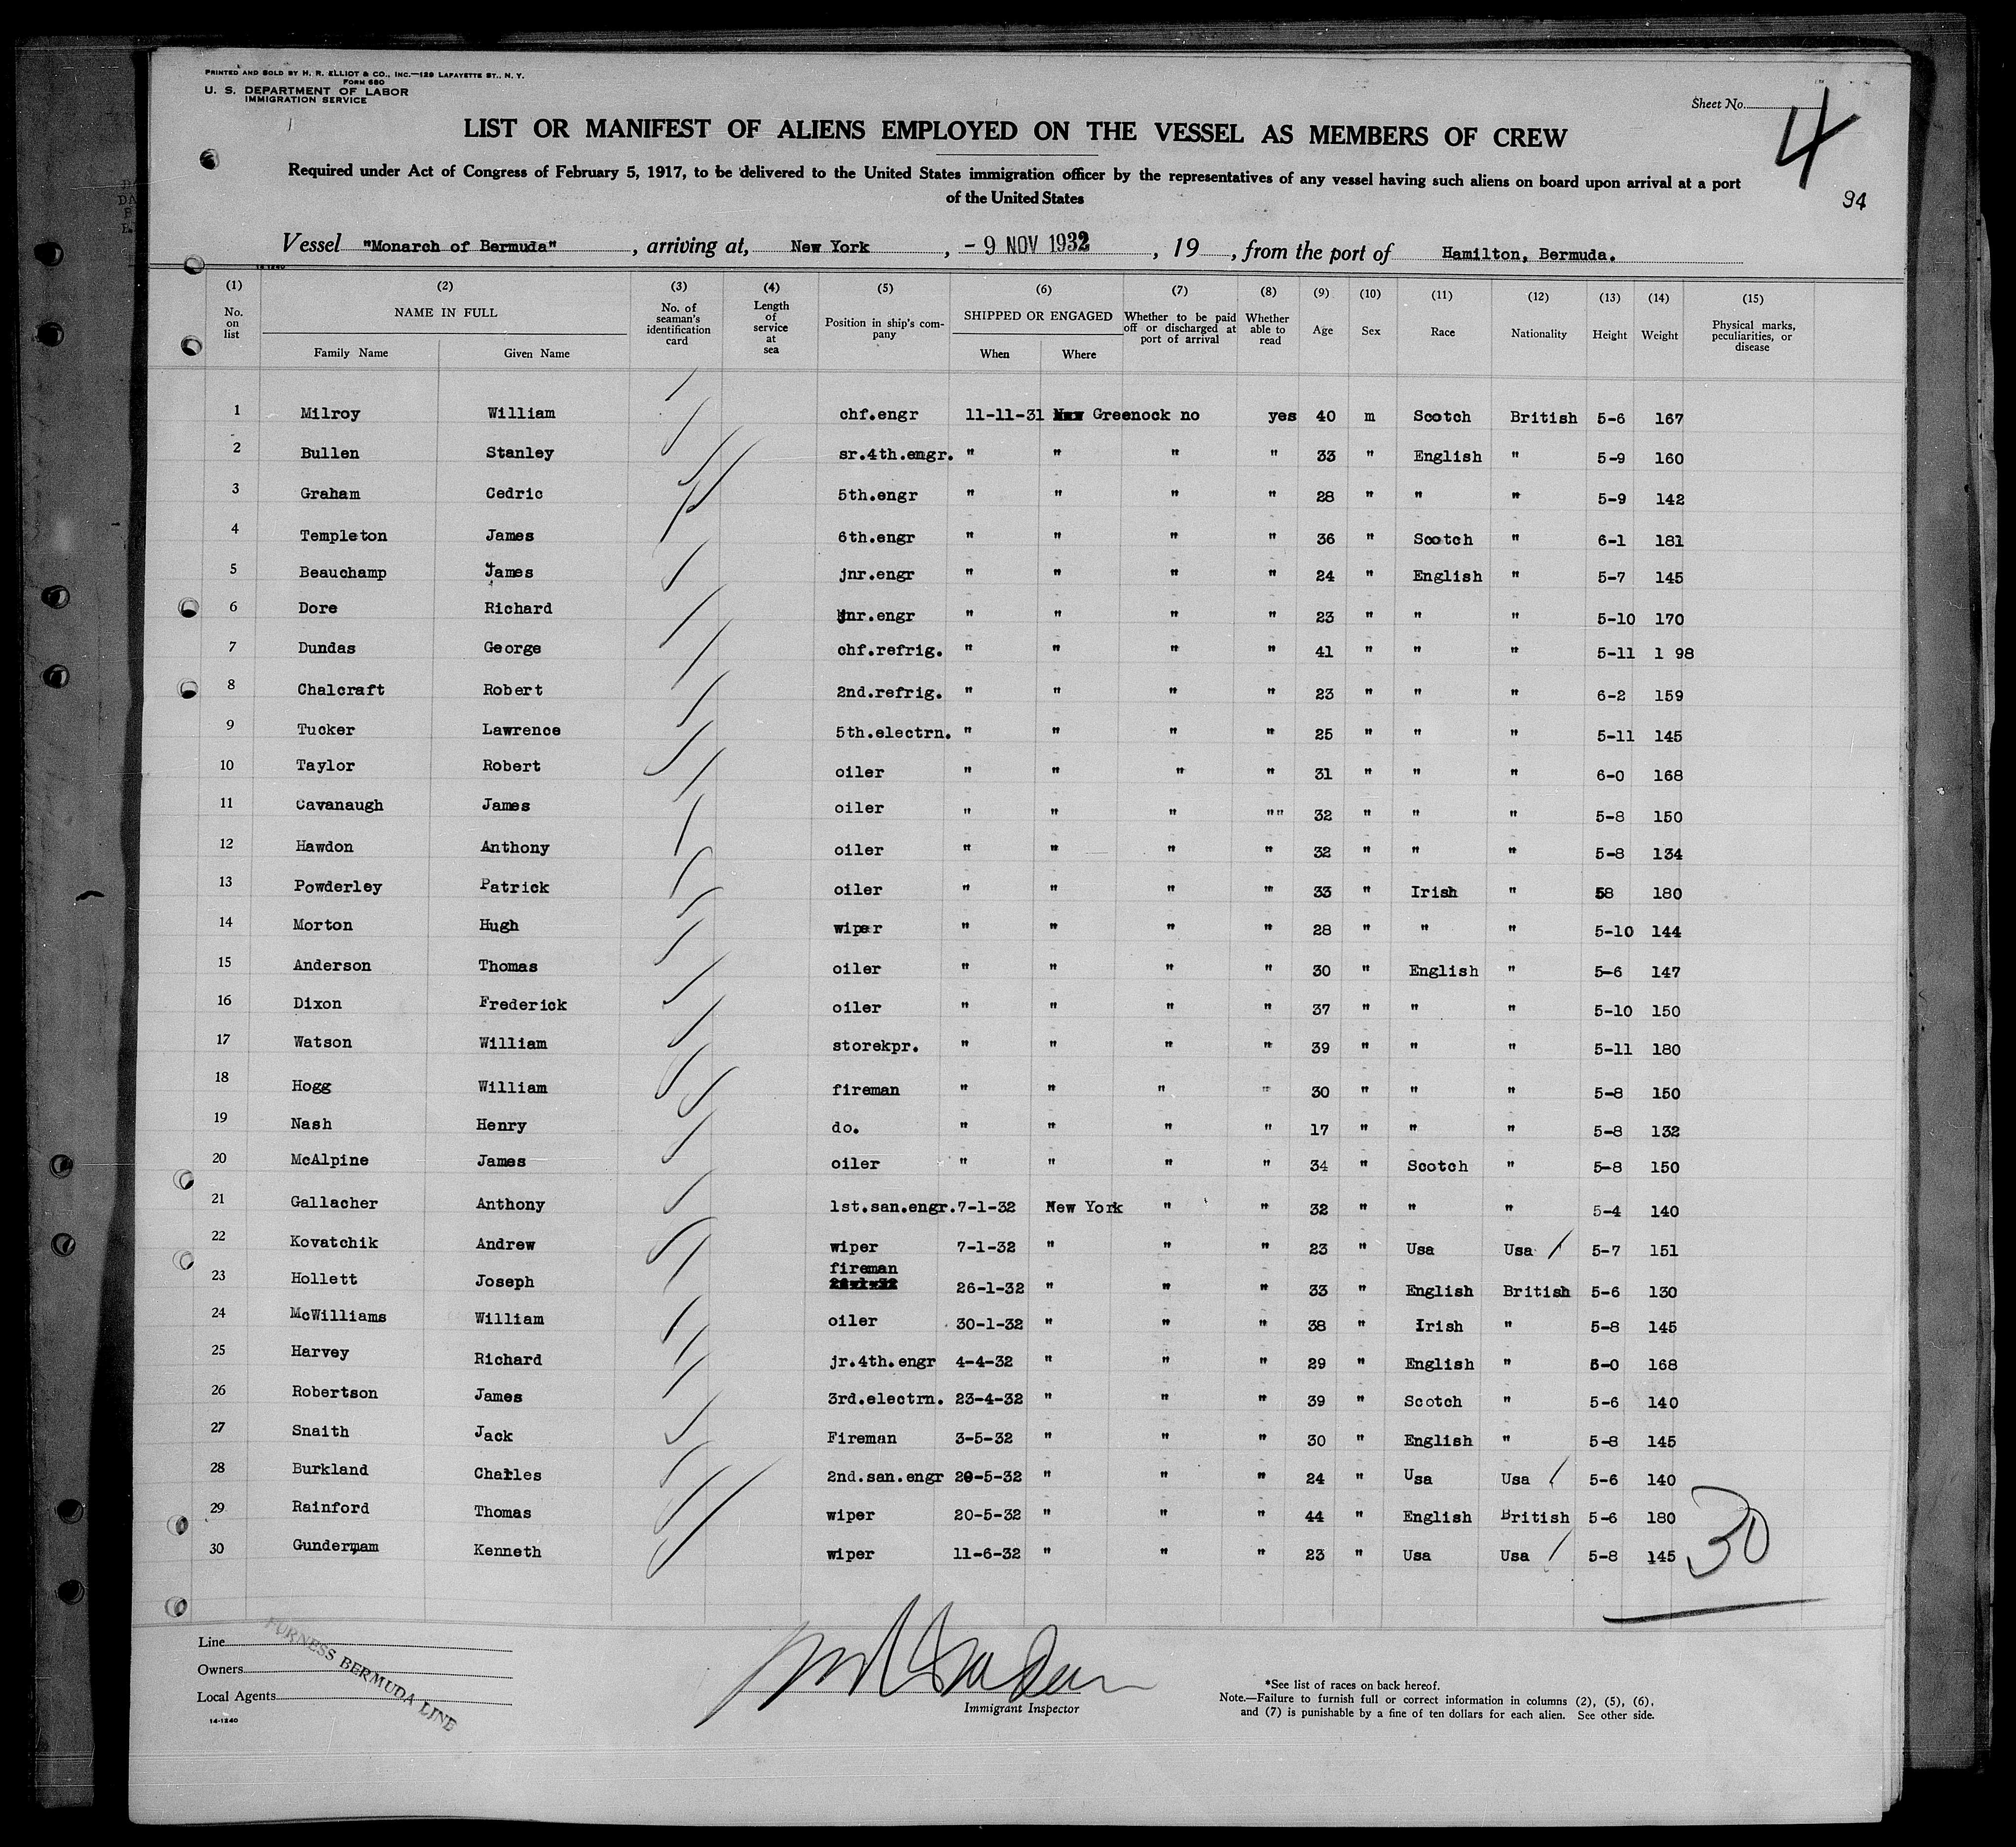 PRINTED AND SOLD BY H. R. ELLIOT & CO., INC.—129 LAFAYETTE ST., N. Y.
FORM 680
U. S. DEPARTMENT OF LABOR
IMMIGRATION SERVICE
Sheet No. 4
LIST OR MANIFEST OF ALIENS EMPLOYED ON THE VESSEL AS MEMBERS OF CREW
Required under Act of Congress of February 5, 1917, to be delivered to the United States immigration officer by the representatives of any vessel having such aliens on board upon arrival at a port
of the United States
94
Vessel "Monarch of Bermuda", arriving at, New York, - 9 NOV 1932, 19, from the port of Hamilton, Bermuda.
14-1240
(1) (2) (3) (4) (5) (6) (7) (8) (9) (10) (11) (12) (13) (14) (15)
No. on list NAME IN FULL Family Name Given Name No. of seaman's identification card Length of service at sea Position in ship's company SHIPPED OR ENGAGED When Where Whether to be paid off or discharged at port of arrival Whether able to read Age Sex Race Nationality Height Weight Physical marks, peculiarities, or disease
1 Milroy William chf.engr 11-11-31 Greenock no yes 40 m Scotch British 5-6 167
2 Bullen Stanley sr.4th.engr. " " " " 33 " English " 5-9 160
3 Graham Cedric 5th.engr " " " " 28 " " " 5-9 142
4 Templeton James 6th.engr " " " " 36 " Scotch " 6-1 181
5 Beauchamp James jnr.engr " " " " 24 " English " 5-7 145
6 Dore Richard jnr.engr " " " " 23 " " " 5-10 170
7 Dundas George chf.refrig. " " " " 41 " " " 5-11 1 98
8 Chalcraft Robert 2nd.refrig. " " " " 23 " " " 6-2 159
9 Tucker Lawrence 5th.electrn. " " " " 25 " " " 5-11 145
10 Taylor Robert oiler " " " " 31 " " " 6-0 168
11 Cavanaugh James oiler " " " "" 32 " " " 5-8 150
12 Hawdon Anthony oiler " " " " 32 " " " 5-8 134
13 Powderley Patrick oiler " " " " 33 " Irish " 58 180
14 Morton Hugh wiper " " " " 28 " " " 5-10 144
15 Anderson Thomas oiler " " " " 30 " English " 5-6 147
16 Dixon Frederick oiler " " " " 37 " " " 5-10 150
17 Watson William storekpr. " " " " 39 " " " 5-11 180
18 Hogg William fireman " " " " 30 " " " 5-8 150
19 Nash Henry do. " " " " 17 " " " 5-8 132
20 McAlpine James oiler " " " " 34 " Scotch " 5-8 150
21 Gallacher Anthony 1st.san.engr. 7-1-32 New York " " 32 " " " 5-4 140
22 Kovatchik Andrew wiper 7-1-32 " " " 23 " Usa Usa 5-7 151
23 Hollett Joseph fireman 26-1-32 " " " 33 " English British 5-6 130
24 McWilliams William oiler 30-1-32 " " " 38 " Irish " 5-8 145
25 Harvey Richard jr.4th.engr 4-4-32 " " " 29 " English " 6-0 168
26 Robertson James 3rd.electrn. 23-4-32 " " " 39 " Scotch " 5-6 140
27 Snaith Jack Fireman 3-5-32 " " " 30 " English " 5-8 145
28 Burkland Charles 2nd.san.engr 20-5-32 " " " 24 " Usa Usa 5-6 140
29 Rainford Thomas wiper 20-5-32 " " " 44 " English British 5-6 180
30 Gundermam Kenneth wiper 11-6-32 " " " 23 " Usa Usa 5-8 145
30
Line
Owners
Local Agents
FURNESS BERMUDA LINE
14-1240
Immigrant Inspector
*See list of races on back hereof.
Note.—Failure to furnish full or correct information in columns (2), (5), (6),
and (7) is punishable by a fine of ten dollars for each alien. See other side.